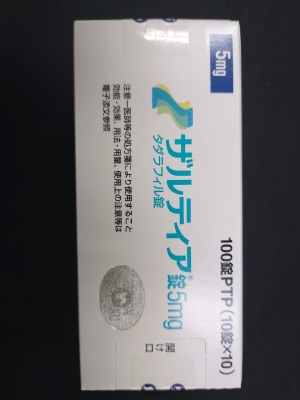 5mg
ザルティア®錠5mg
タダラフィル錠
100錠PTP(10錠×10)
注意－医師等の処方箋により使用すること
効能・効果、用法・用量、使用上の注意等は
電子添文参照
開け口